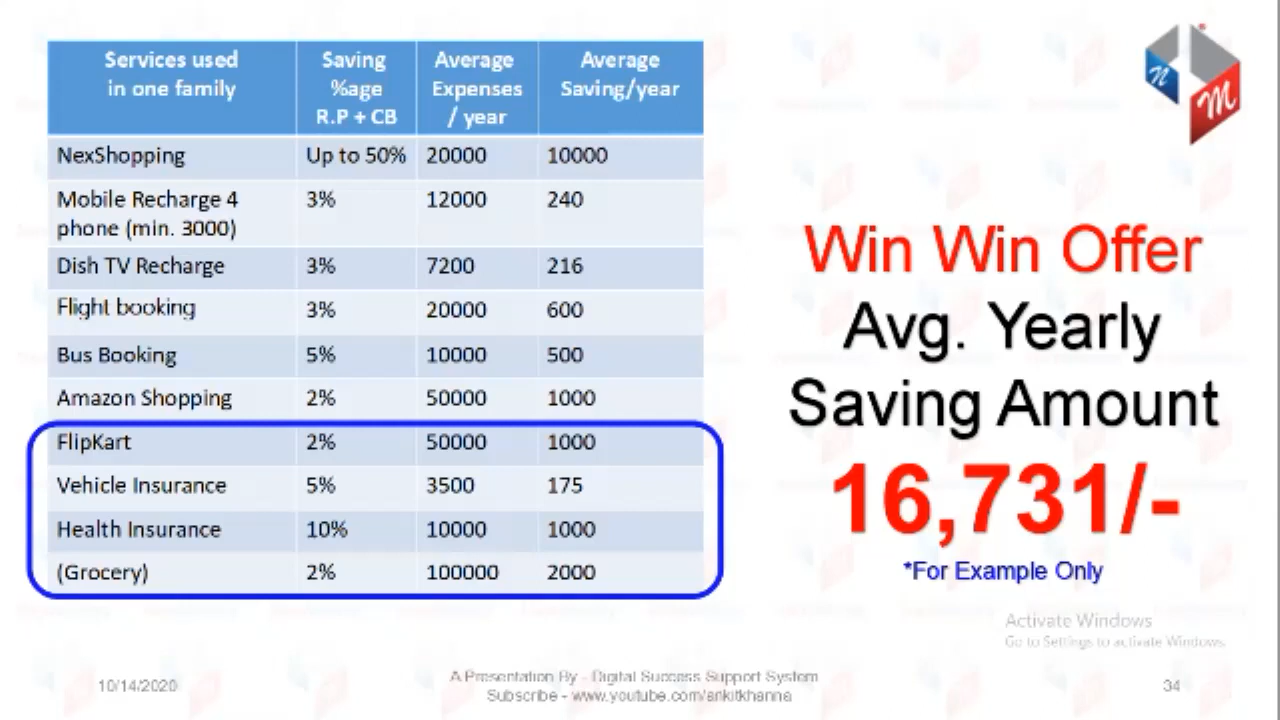 Services used in one family | Saving %age R.P + CB | Average Expenses / year | Average Saving/year
NexShopping | Up to 50% | 20000 | 10000
Mobile Recharge 4 phone (min. 3000) | 3% | 12000 | 240
Dish TV Recharge | 3% | 7200 | 216
Flight booking | 3% | 20000 | 600
Bus Booking | 5% | 10000 | 500
Amazon Shopping | 2% | 50000 | 1000
FlipKart | 2% | 50000 | 1000
Vehicle Insurance | 5% | 3500 | 175
Health Insurance | 10% | 10000 | 1000
(Grocery) | 2% | 100000 | 2000
n m
Win Win Offer
Avg. Yearly
Saving Amount
16,731/-
*For Example Only
Activate Windows
Go to Settings to activate Windows.
10/14/2020
A Presentation By - Digital Success Support System
Subscribe - www.youtube.com/ankitkhanna
34